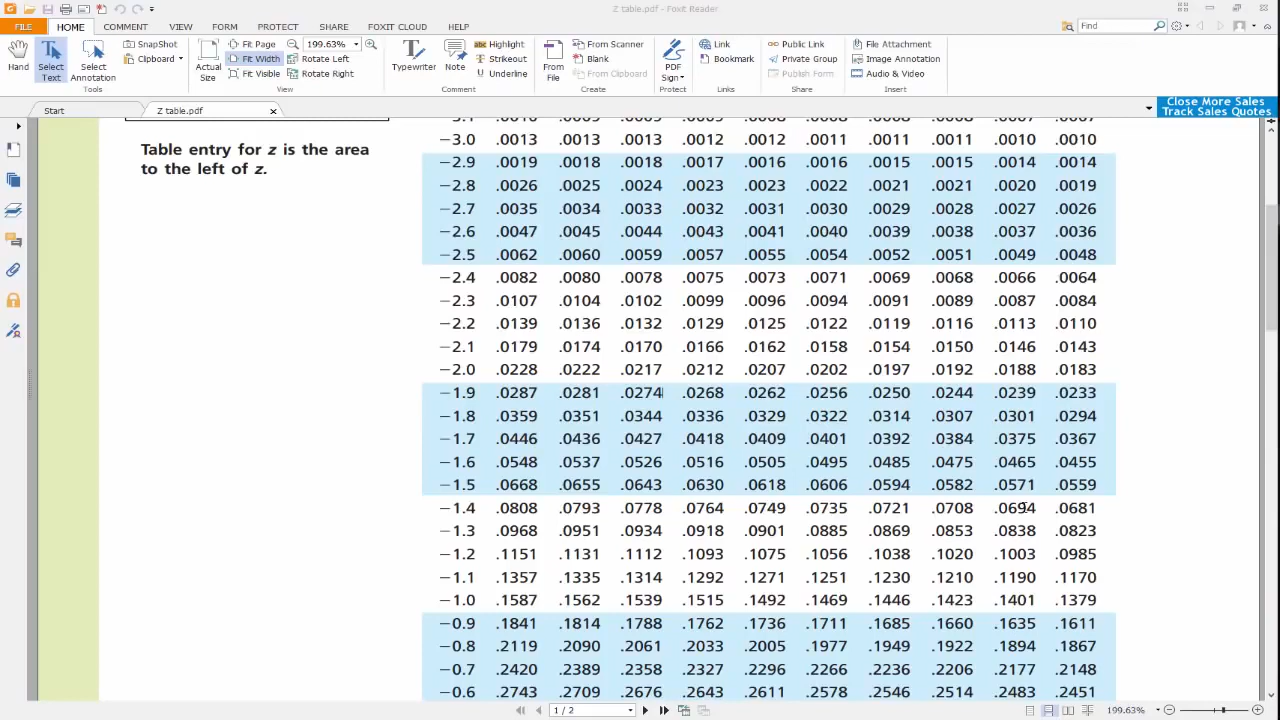 Z table.pdf - Foxit Reader
FILE HOME COMMENT VIEW FORM PROTECT SHARE FOXIT CLOUD HELP
Find
Hand
Select Text
Select Annotation
SnapShot
Clipboard
Tools
Actual Size
Fit Page
Fit Width
Fit Visible
199.63%
Rotate Left
Rotate Right
View
Typewriter
Note
Highlight
Strikeout
Underline
Comment
From File
From Scanner
Blank
From Clipboard
Create
PDF Sign
Protect
Link
Bookmark
Links
Public Link
Private Group
Publish Form
Share
File Attachment
Image Annotation
Audio & Video
Insert
Start Z table.pdf
Close More Sales
Track Sales Quotes
Table entry for z is the area
to the left of z.
−3.0 .0013 .0013 .0013 .0012 .0012 .0011 .0011 .0011 .0010 .0010
−2.9 .0019 .0018 .0018 .0017 .0016 .0016 .0015 .0015 .0014 .0014
−2.8 .0026 .0025 .0024 .0023 .0023 .0022 .0021 .0021 .0020 .0019
−2.7 .0035 .0034 .0033 .0032 .0031 .0030 .0029 .0028 .0027 .0026
−2.6 .0047 .0045 .0044 .0043 .0041 .0040 .0039 .0038 .0037 .0036
−2.5 .0062 .0060 .0059 .0057 .0055 .0054 .0052 .0051 .0049 .0048
−2.4 .0082 .0080 .0078 .0075 .0073 .0071 .0069 .0068 .0066 .0064
−2.3 .0107 .0104 .0102 .0099 .0096 .0094 .0091 .0089 .0087 .0084
−2.2 .0139 .0136 .0132 .0129 .0125 .0122 .0119 .0116 .0113 .0110
−2.1 .0179 .0174 .0170 .0166 .0162 .0158 .0154 .0150 .0146 .0143
−2.0 .0228 .0222 .0217 .0212 .0207 .0202 .0197 .0192 .0188 .0183
−1.9 .0287 .0281 .0274 .0268 .0262 .0256 .0250 .0244 .0239 .0233
−1.8 .0359 .0351 .0344 .0336 .0329 .0322 .0314 .0307 .0301 .0294
−1.7 .0446 .0436 .0427 .0418 .0409 .0401 .0392 .0384 .0375 .0367
−1.6 .0548 .0537 .0526 .0516 .0505 .0495 .0485 .0475 .0465 .0455
−1.5 .0668 .0655 .0643 .0630 .0618 .0606 .0594 .0582 .0571 .0559
−1.4 .0808 .0793 .0778 .0764 .0749 .0735 .0721 .0708 .0694 .0681
−1.3 .0968 .0951 .0934 .0918 .0901 .0885 .0869 .0853 .0838 .0823
−1.2 .1151 .1131 .1112 .1093 .1075 .1056 .1038 .1020 .1003 .0985
−1.1 .1357 .1335 .1314 .1292 .1271 .1251 .1230 .1210 .1190 .1170
−1.0 .1587 .1562 .1539 .1515 .1492 .1469 .1446 .1423 .1401 .1379
−0.9 .1841 .1814 .1788 .1762 .1736 .1711 .1685 .1660 .1635 .1611
−0.8 .2119 .2090 .2061 .2033 .2005 .1977 .1949 .1922 .1894 .1867
−0.7 .2420 .2389 .2358 .2327 .2296 .2266 .2236 .2206 .2177 .2148
−0.6 .2743 .2709 .2676 .2643 .2611 .2578 .2546 .2514 .2483 .2451
1 / 2
199.63%